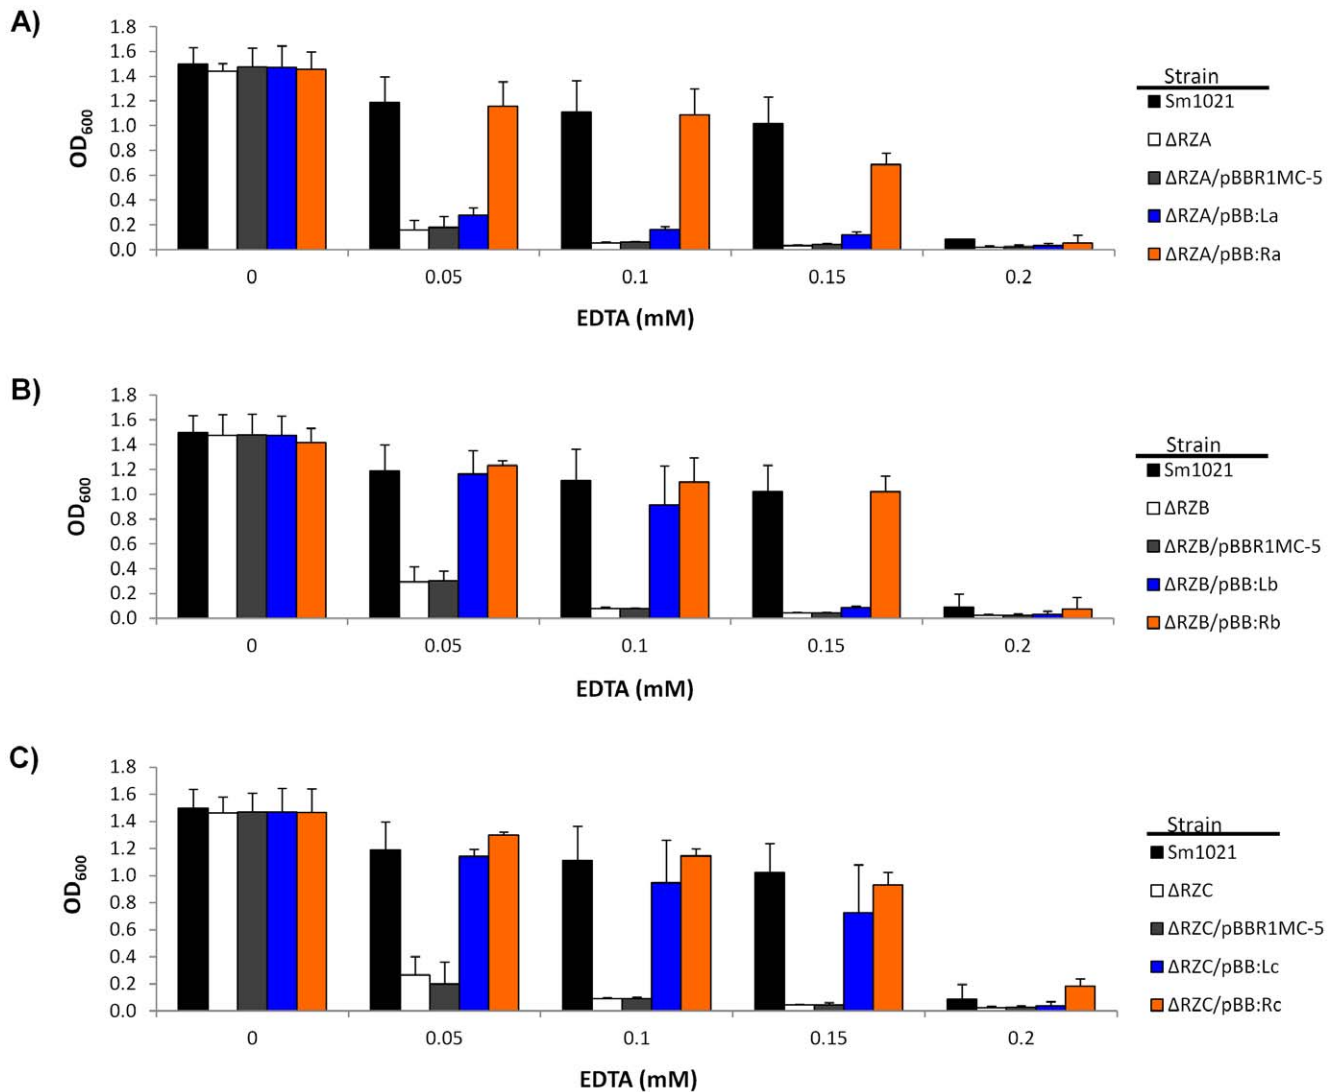 A)
1.8
1.6
1.4
1.2
1.0
0.8
0.6
0.4
0.2
0.0
OD600
0 0.05 0.1 0.15 0.2
EDTA (mM)
Strain
Sm1021
ΔRZA
ΔRZA/pBBR1MC-5
ΔRZA/pBB:La
ΔRZA/pBB:Ra
B)
1.8
1.6
1.4
1.2
1.0
0.8
0.6
0.4
0.2
0.0
OD600
0 0.05 0.1 0.15 0.2
EDTA (mM)
Strain
Sm1021
ΔRZB
ΔRZB/pBBR1MC-5
ΔRZB/pBB:Lb
ΔRZB/pBB:Rb
C)
1.8
1.6
1.4
1.2
1.0
0.8
0.6
0.4
0.2
0.0
OD600
0 0.05 0.1 0.15 0.2
EDTA (mM)
Strain
Sm1021
ΔRZC
ΔRZC/pBBR1MC-5
ΔRZC/pBB:Lc
ΔRZC/pBB:Rc